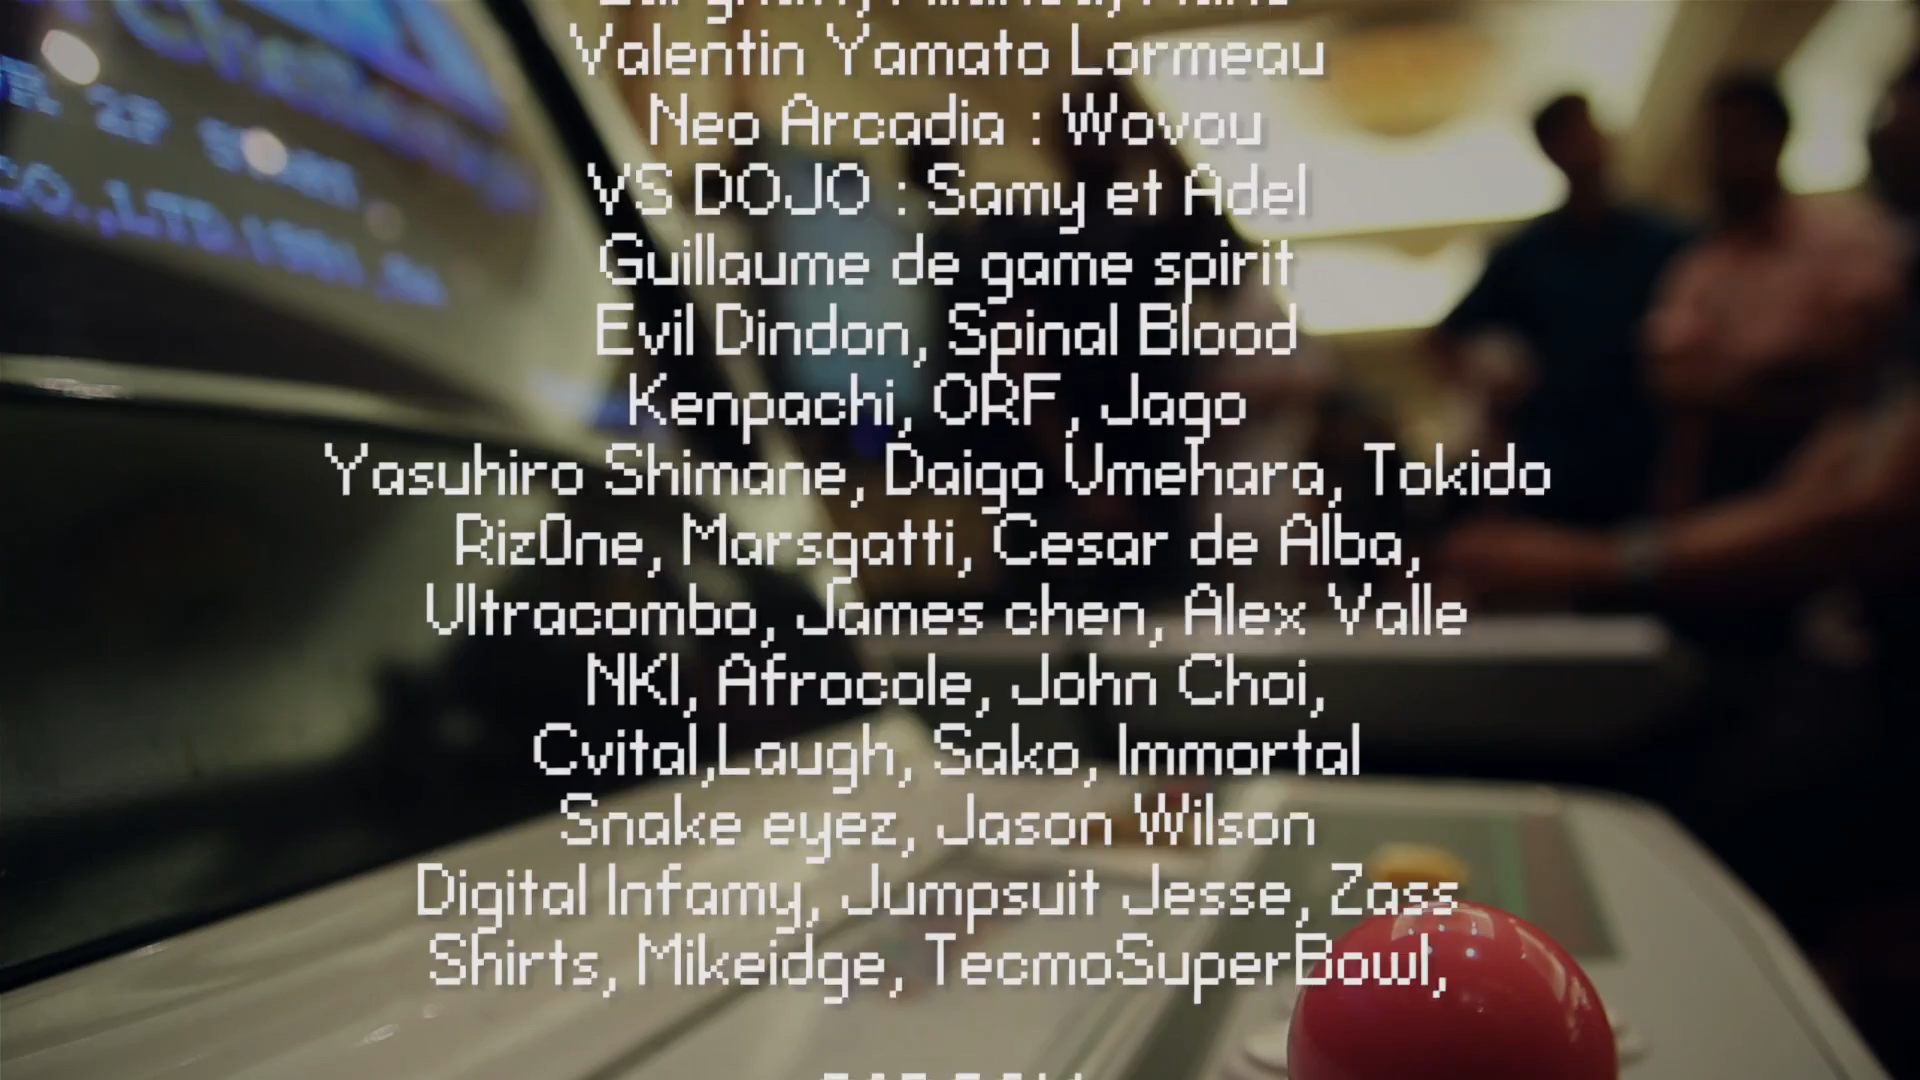 Valentin Yamato Lormeau
Neo Arcadia : Wovou
VS DOJO : Samy et Adel
Guillaume de game spirit
Evil Dindon, Spinal Blood
Kenpachi, ORF, Jago
Yasuhiro Shimane, Daigo Umehara, Tokido
Riz0ne, Marsgatti, Cesar de Alba,
Ultracombo, James chen, Alex Valle
NKI, Afrocole, John Choi,
Cvital,Laugh, Sako, Immortal
Snake eyez, Jason Wilson
Digital Infamy, Jumpsuit Jesse, Zass
Shirts, Mikeidge, TecmoSuperBowl,